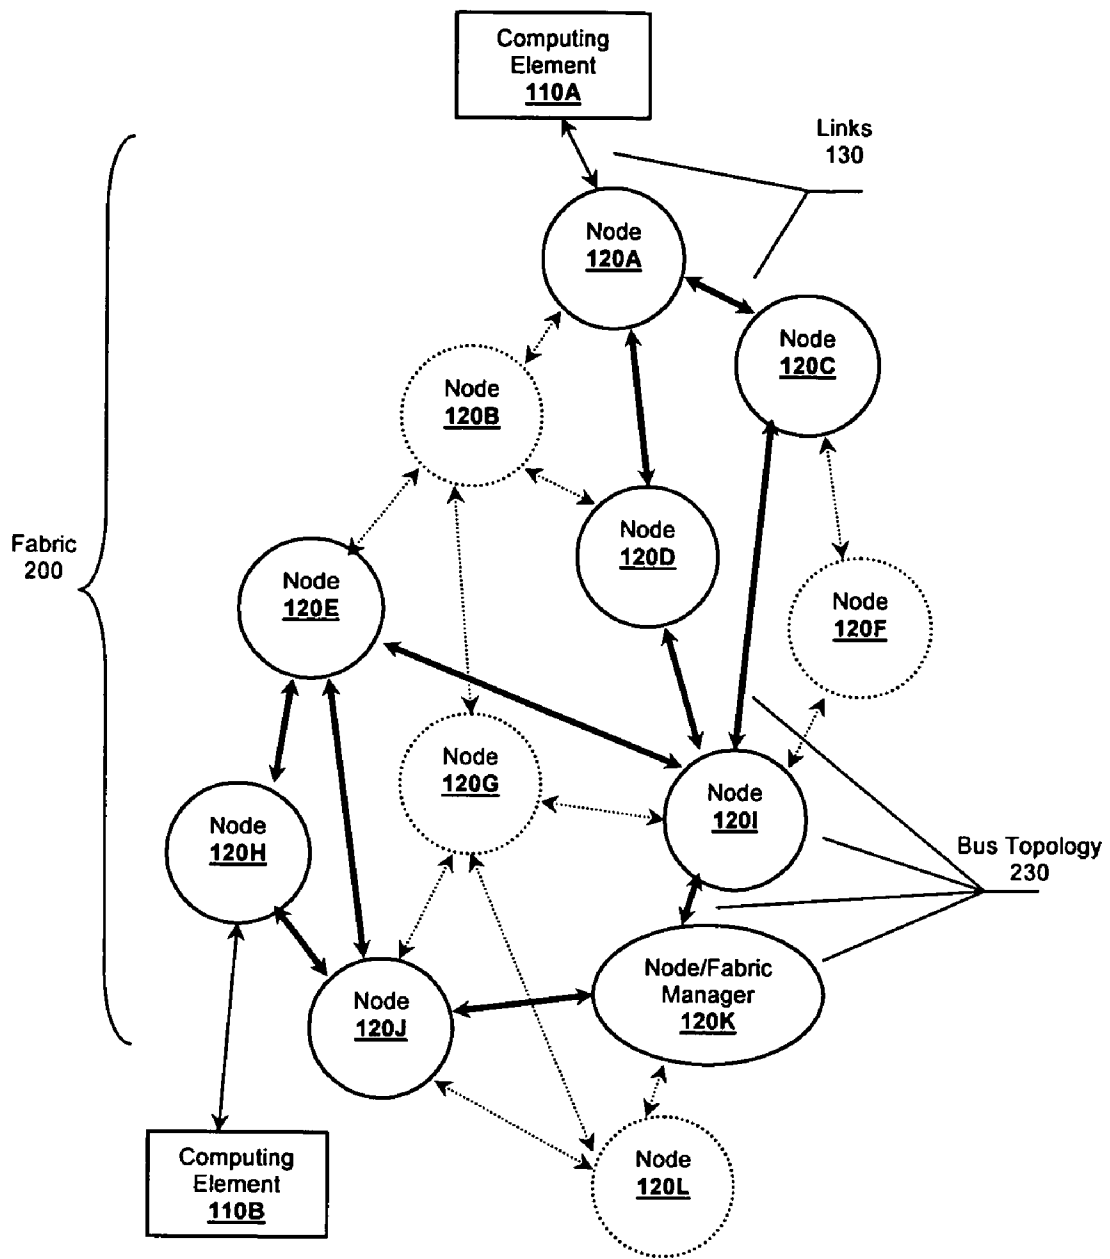 Computing
Element
110A
Links
130
Node
120A
Node
120C
Node
120B
Node
120D
Fabric
200
Node
120E
Node
120F
Node
120G
Node
120I
Node
120H
Bus Topology
230
Node/Fabric
Manager
120K
Node
120J
Computing
Element
110B
Node
120L